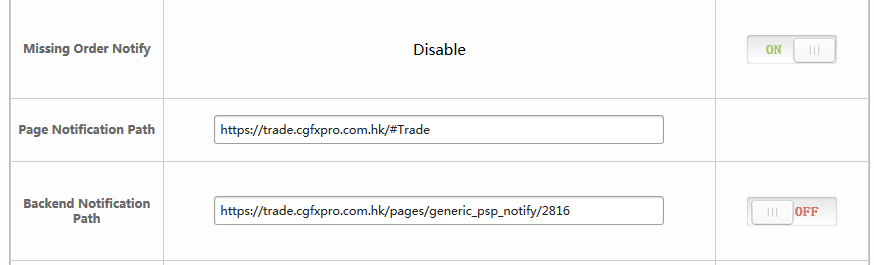 Missing Order Notify
Disable
ON
Page Notification Path
https://trade.cgfxpro.com.hk/#Trade
Backend Notification
Path
https://trade.cgfxpro.com.hk/pages/generic_psp_notify/2816
OFF